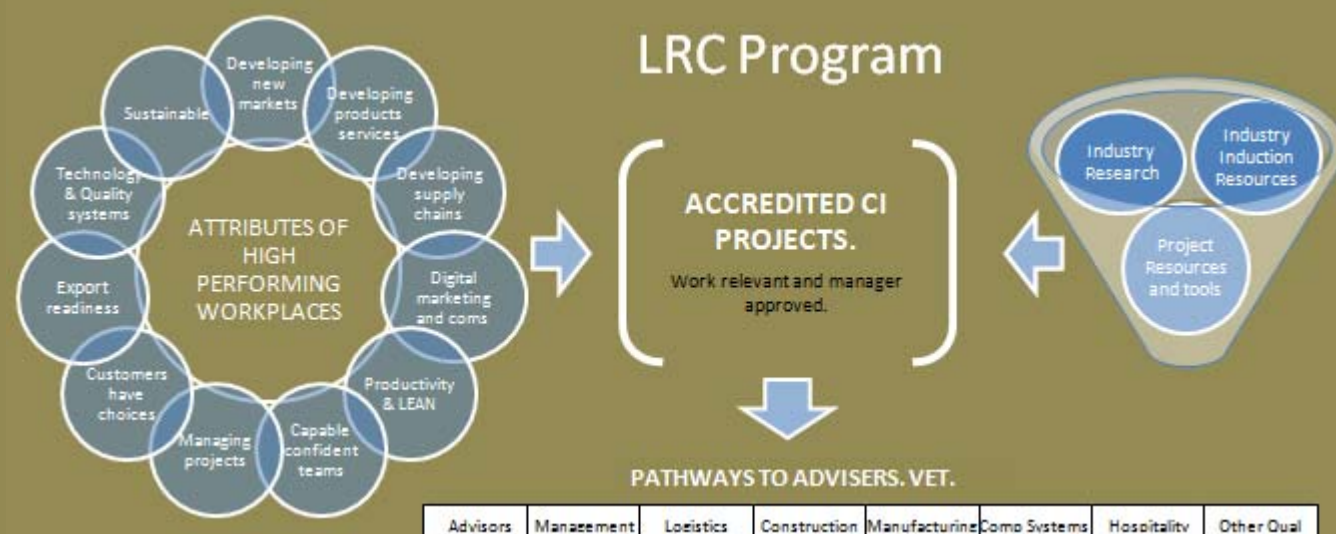 LRC Program
Developing
new
markets
Developing
products
services
Developing
supply
chains
Digital
marketing
and coms
Productivity
& LEAN
Capable
confident
teams
Managing
projects
Customers
have
choices
Export
readiness
Technology
& Quality
systems
Sustainable
ATTRIBUTES OF
HIGH
PERFORMING
WORKPLACES
ACCREDITED CI
PROJECTS.
Work relevant and manager
approved.
Industry
Research
Industry
Induction
Resources
Project
Resources
and tools
PATHWAYS TO ADVISERS. VET.
Advisors Management Logistics Construction Manufacturing Comp Systems Hospitality Other Qual